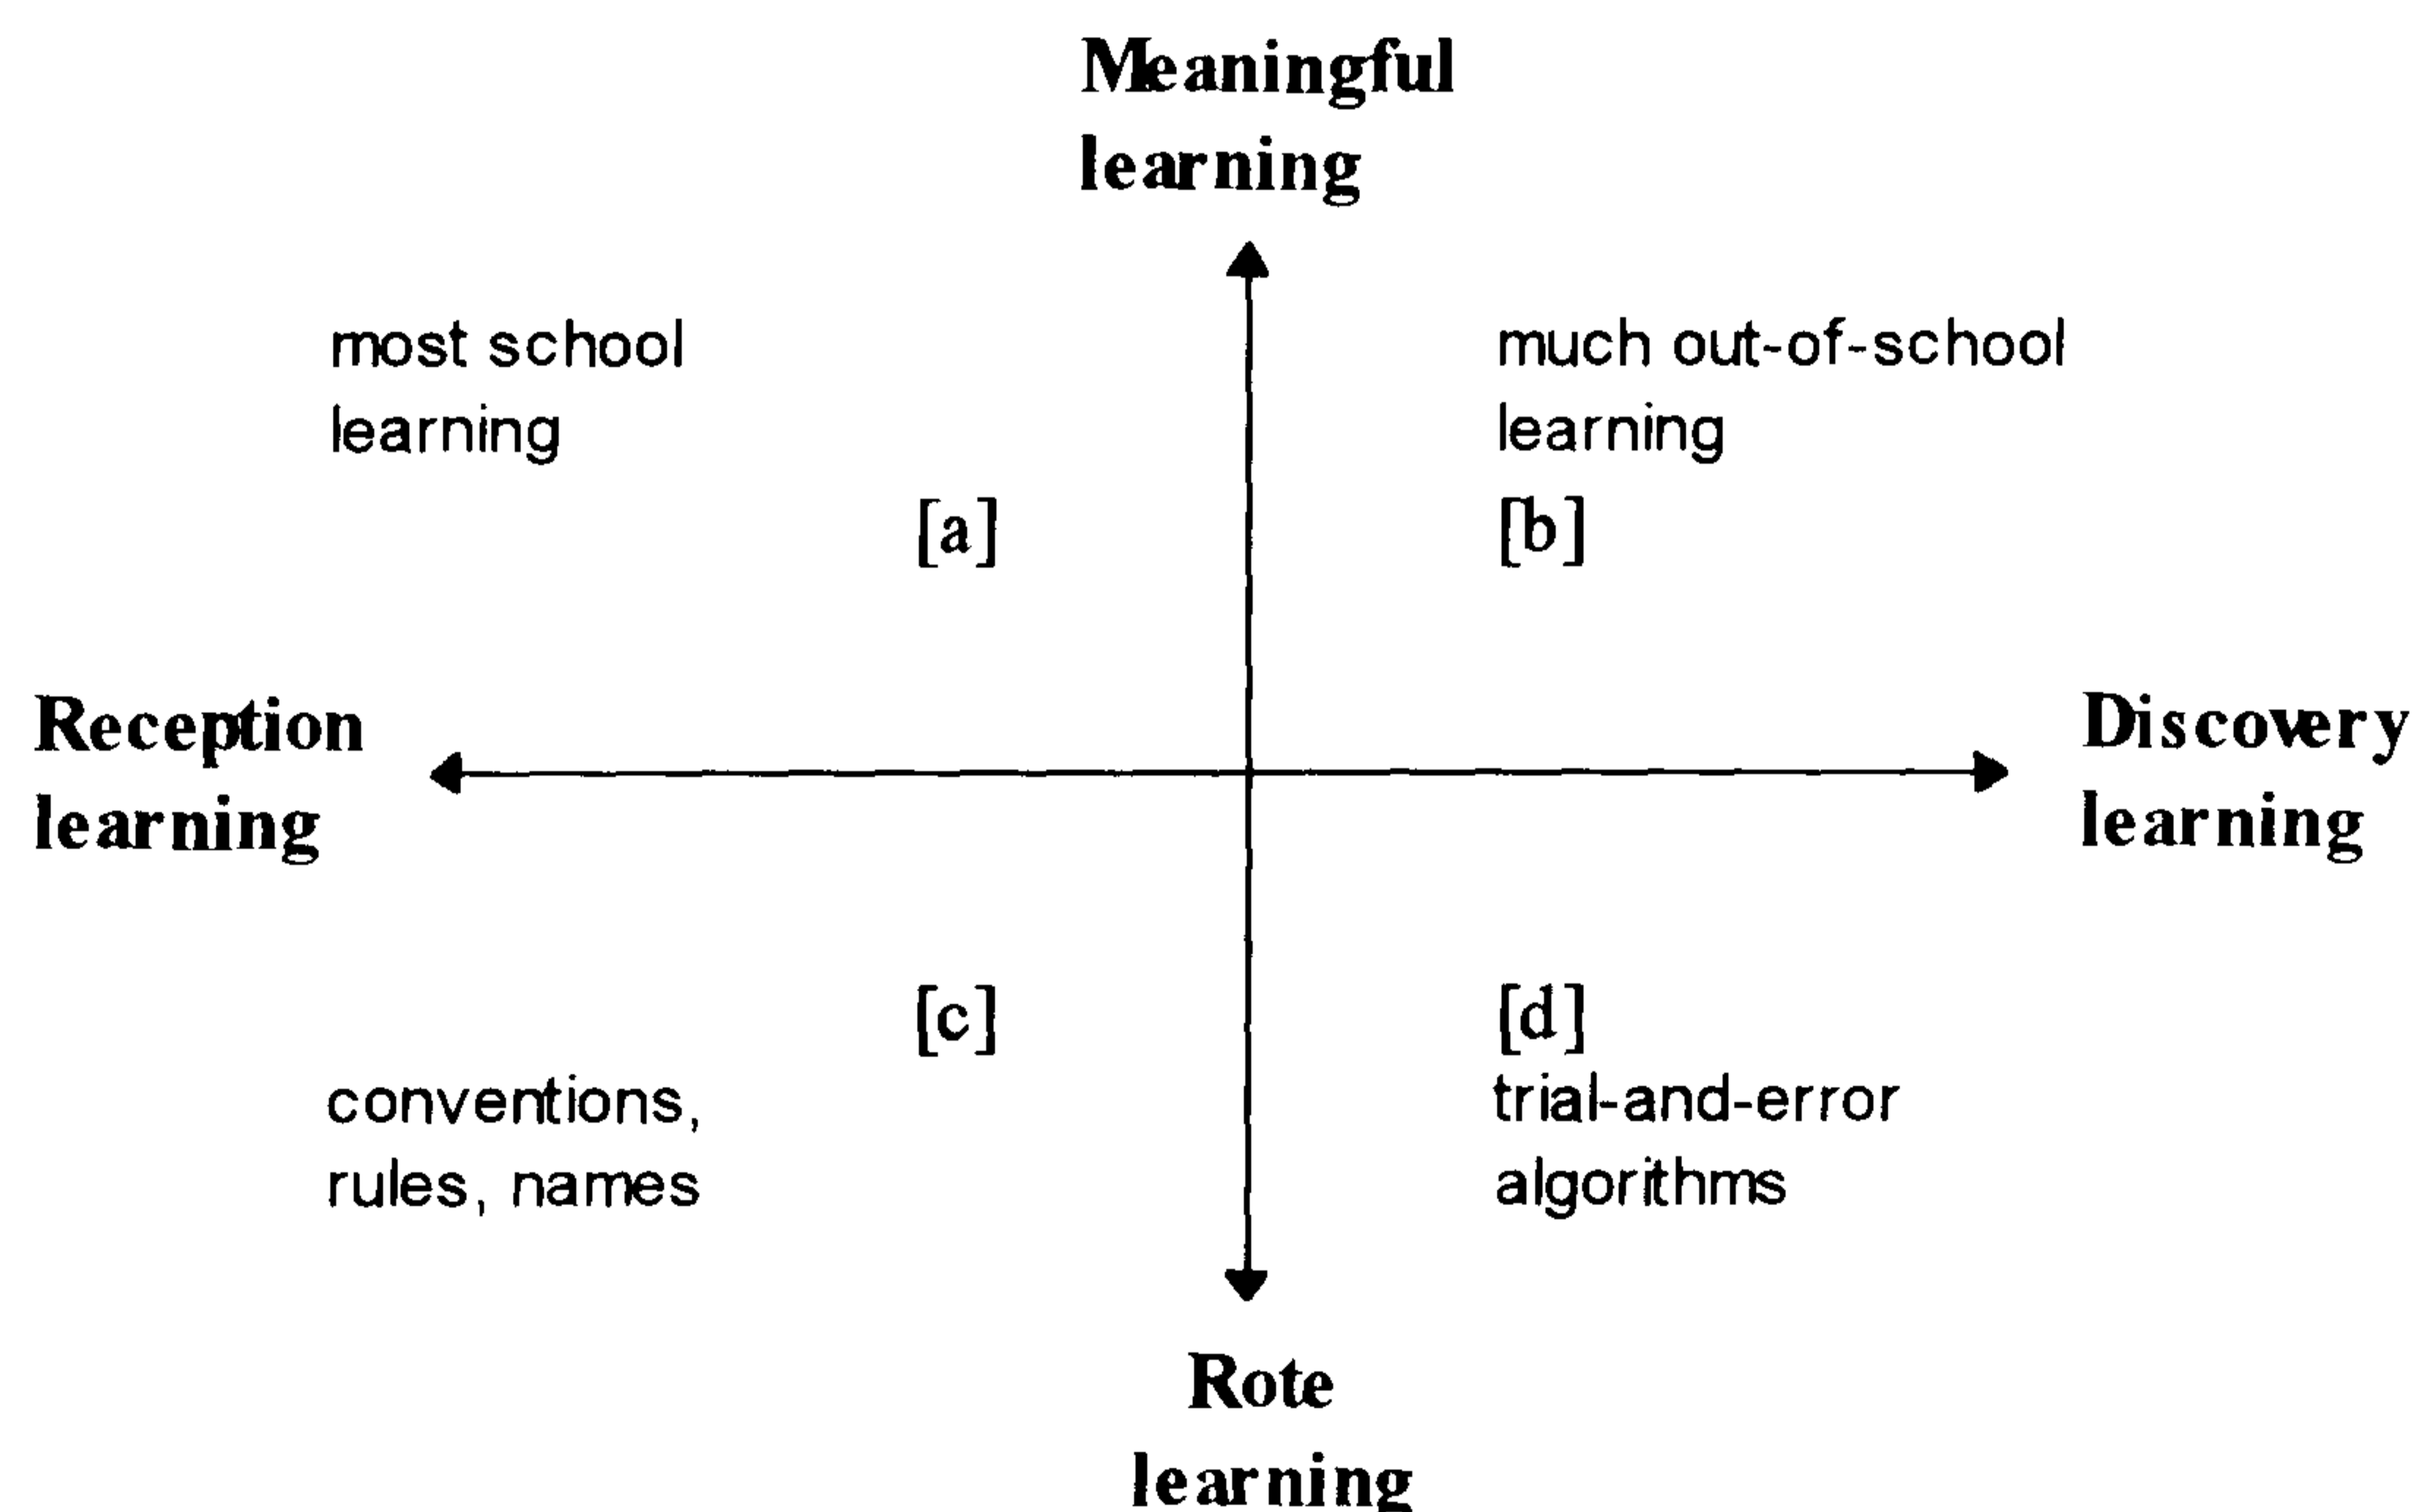 Meaningful
learning
most school
learning
much out-of-school
learning
[a]
[b]
Reception
learning
Discovery
learning
[c]
[d]
conventions,
rules, names
trial-and-error
algorithms
Rote
learning